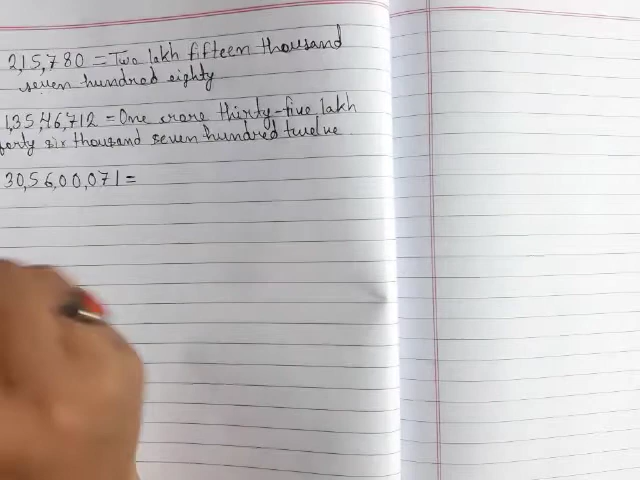 2,15,780 = Two lakh fifteen thousand
seven hundred eighty
1,35,46,712 = One crore thirty-five lakh
forty six thousand seven hundred twelve
30,56,00,071 =